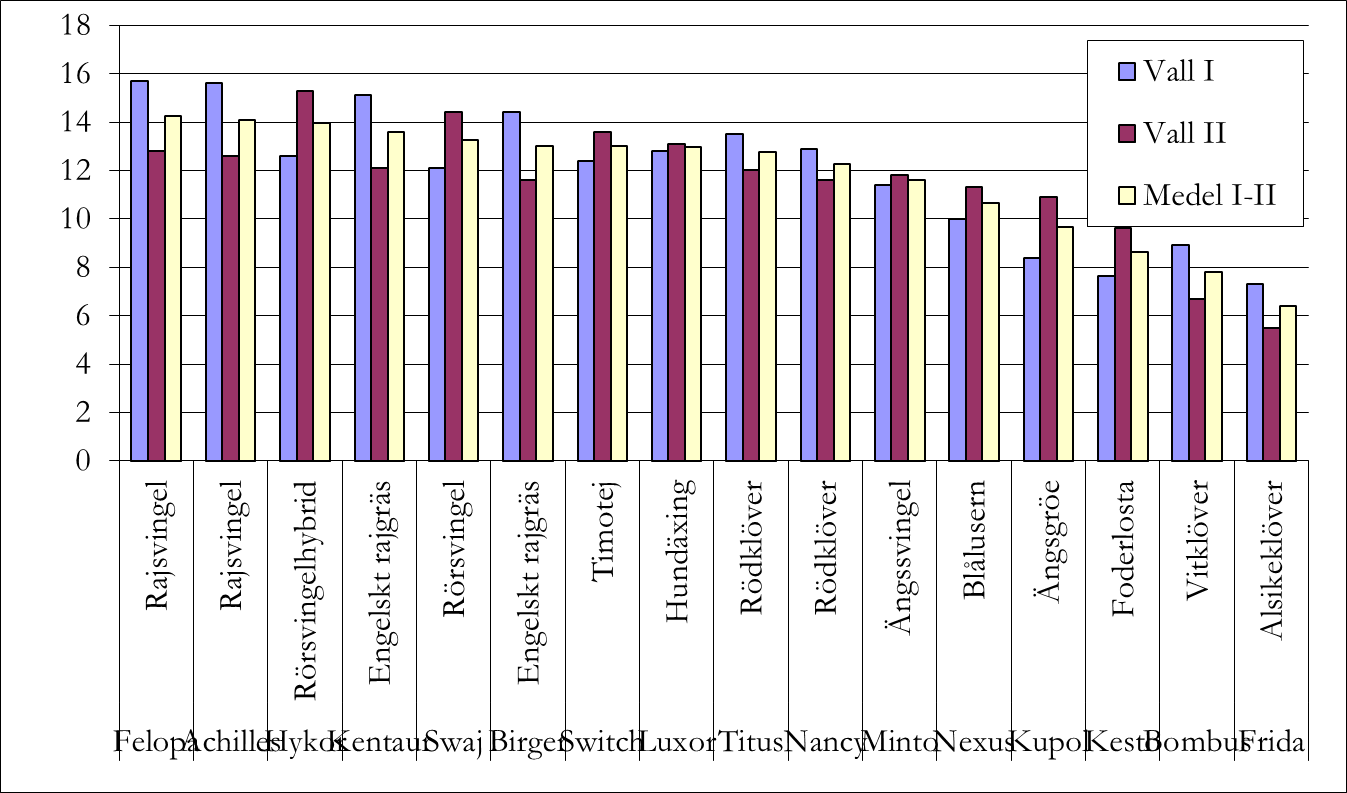 18
16
14
12
10
8
6
4
2
0
Vall I
Vall II
Medel I-II
Rajsvingel
Rajsvingel
Rörsvingelhybrid
Engelskt rajgräs
Rörsvingel
Engelskt rajgräs
Timotej
Hundäxing
Rödklöver
Rödklöver
Ängssvingel
Blålusern
Ängsgröe
Foderlosta
Vitklöver
Alsikeklöver
Felopa Achilles Hykos Kentaur Swaj Birger Switch Luxor Titus Nancy Minto Nexus Kupol Kesto Bombus Frida